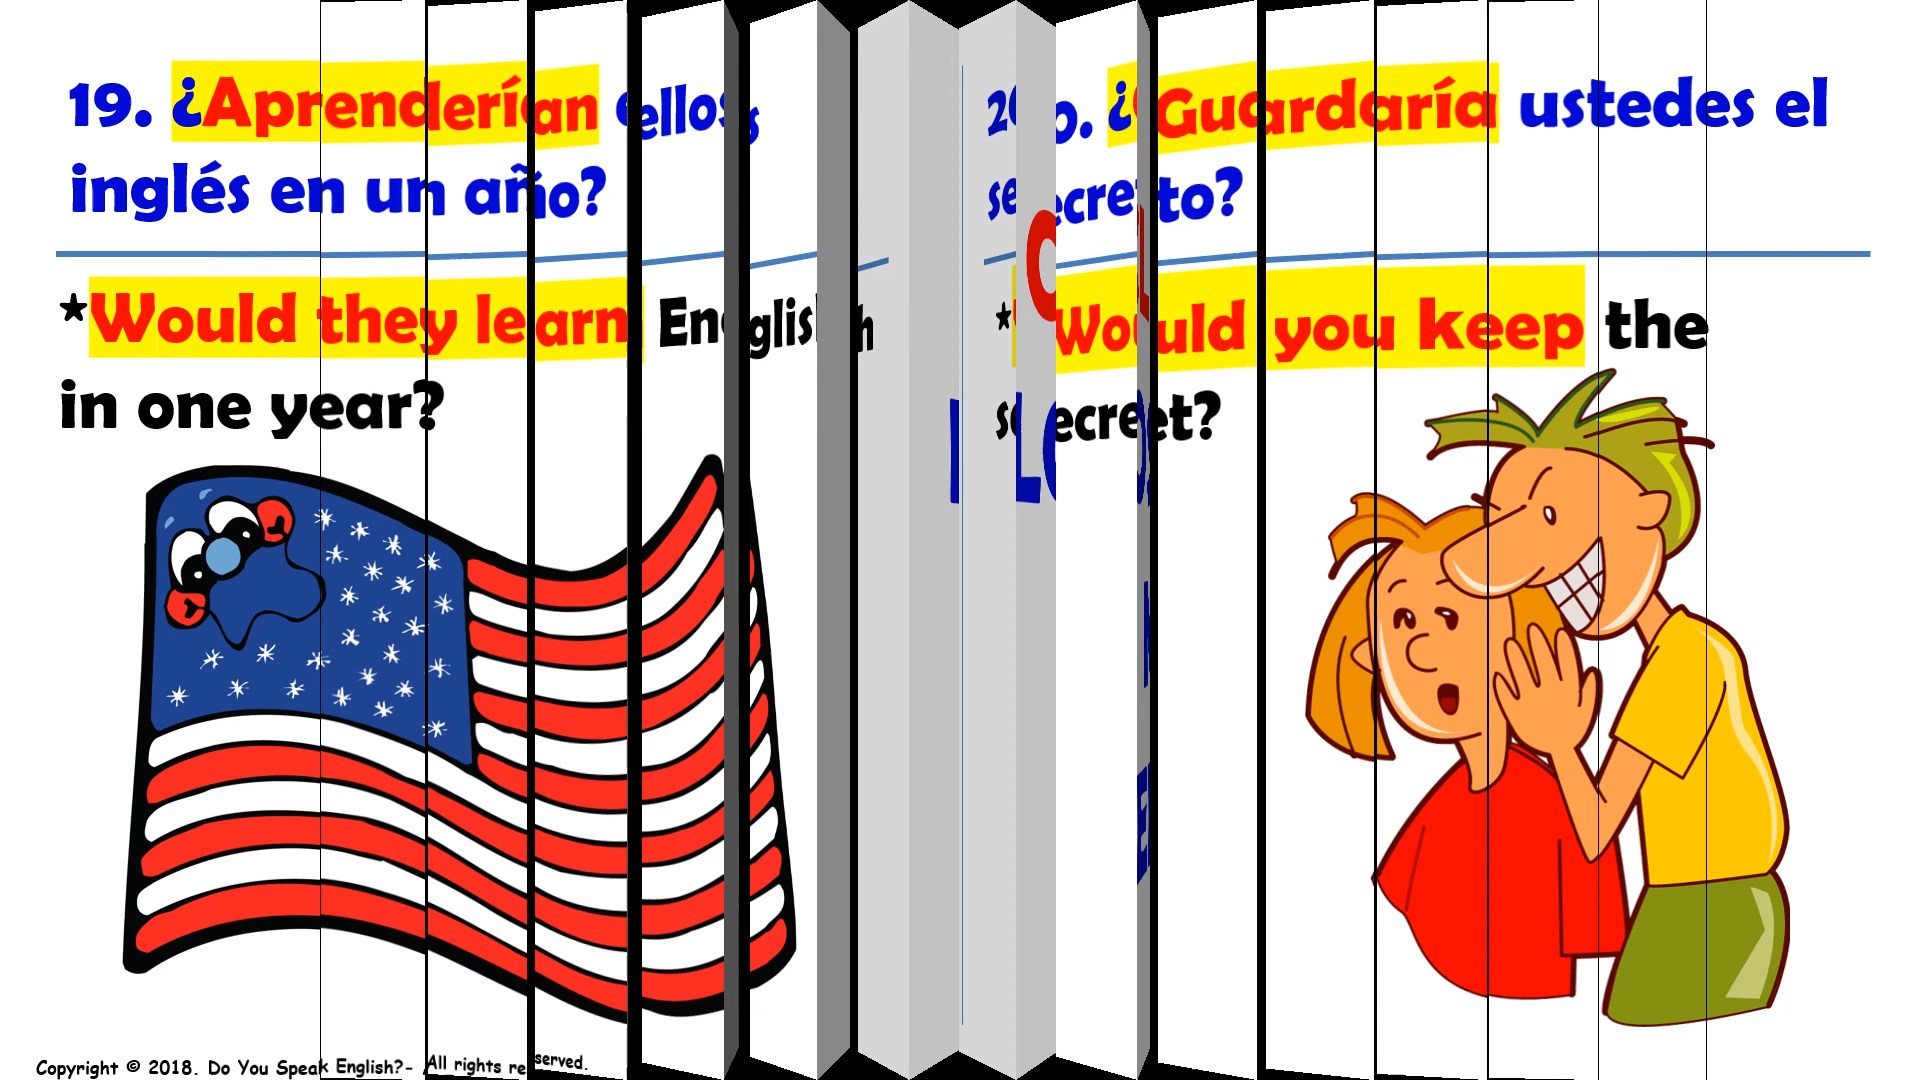 19. ¿Aprenderían ellos
inglés en un año?
*Would they learn English
in one year?
20. ¿Guardaría ustedes el
secreto?
*Would you keep the
secret?
Copyright © 2018. Do You Speak English?- All rights reserved.